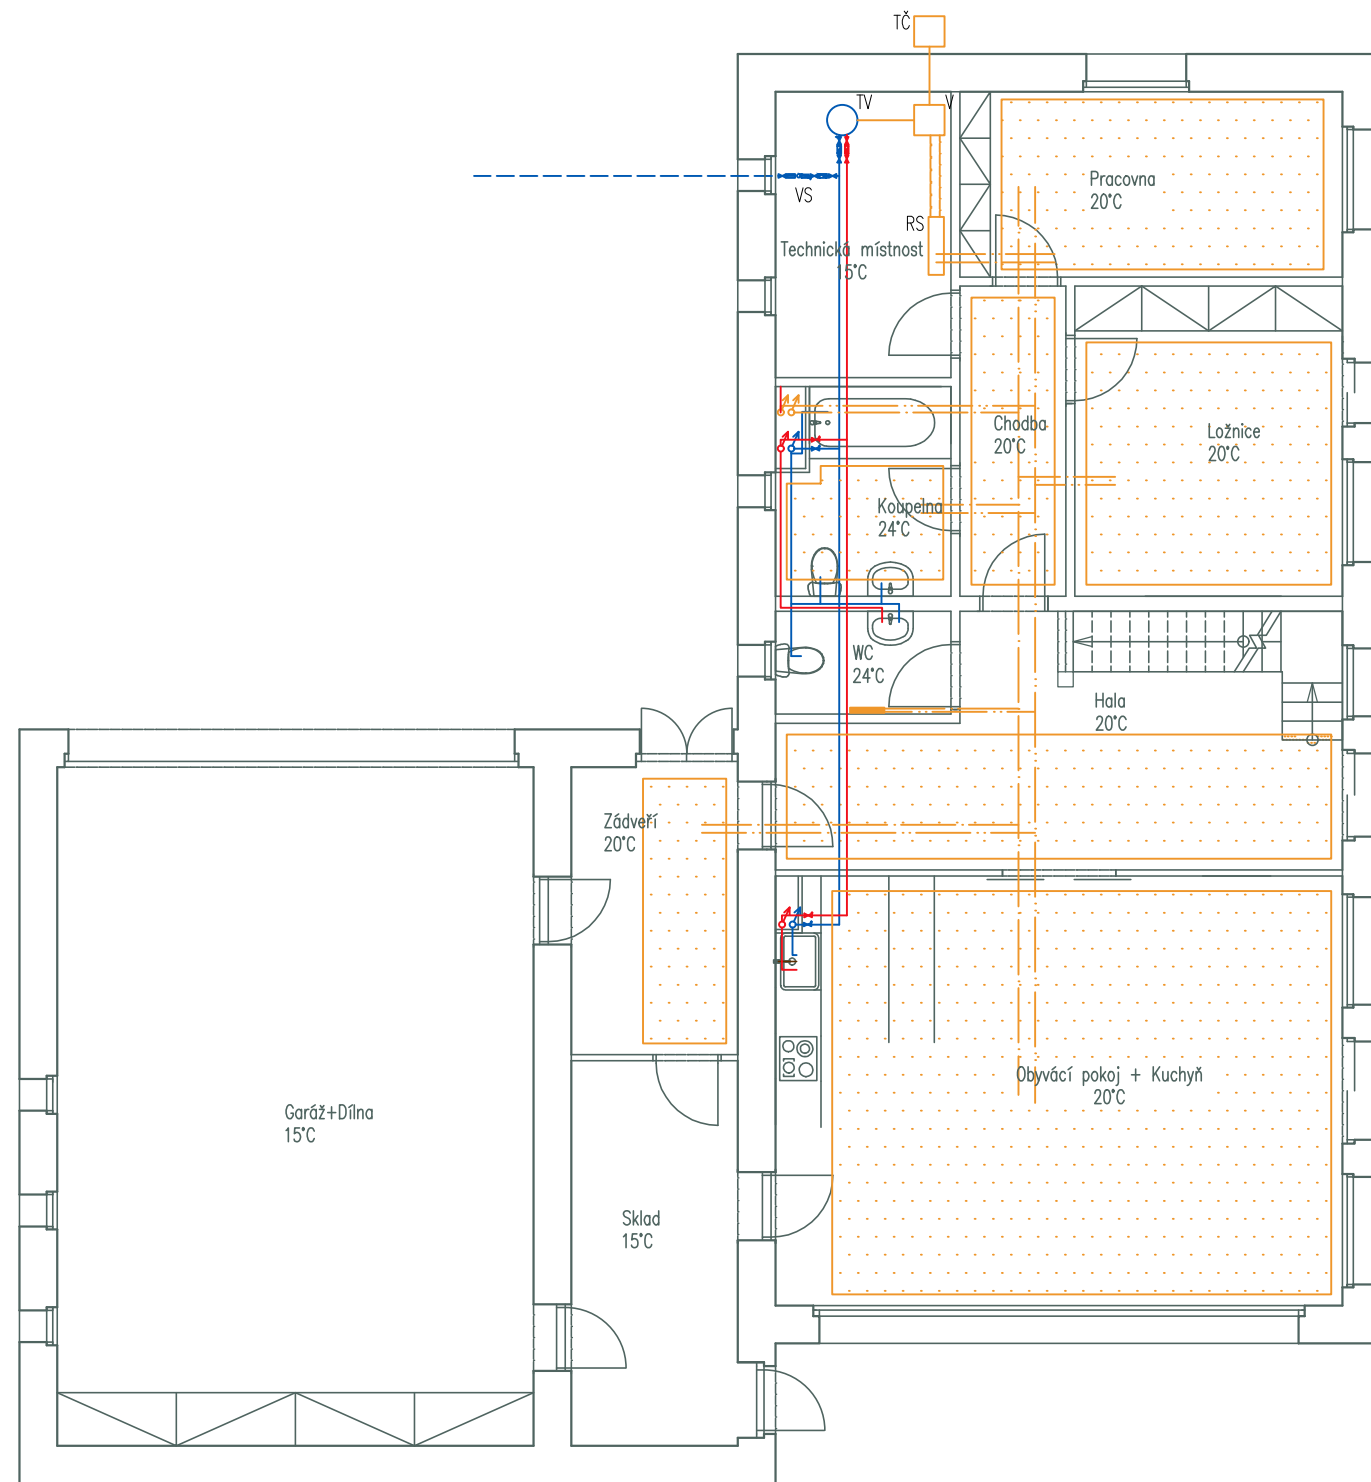 TČ
TV
V
VS
Pracovna
20°C
RS
Technická místnost
15°C
Chodba
20°C
Ložnice
20°C
Koupelna
24°C
WC
24°C
Hala
20°C
Zádveří
20°C
Obyvácí pokoj + Kuchyň
20°C
Garáž+Dílna
15°C
Sklad
15°C